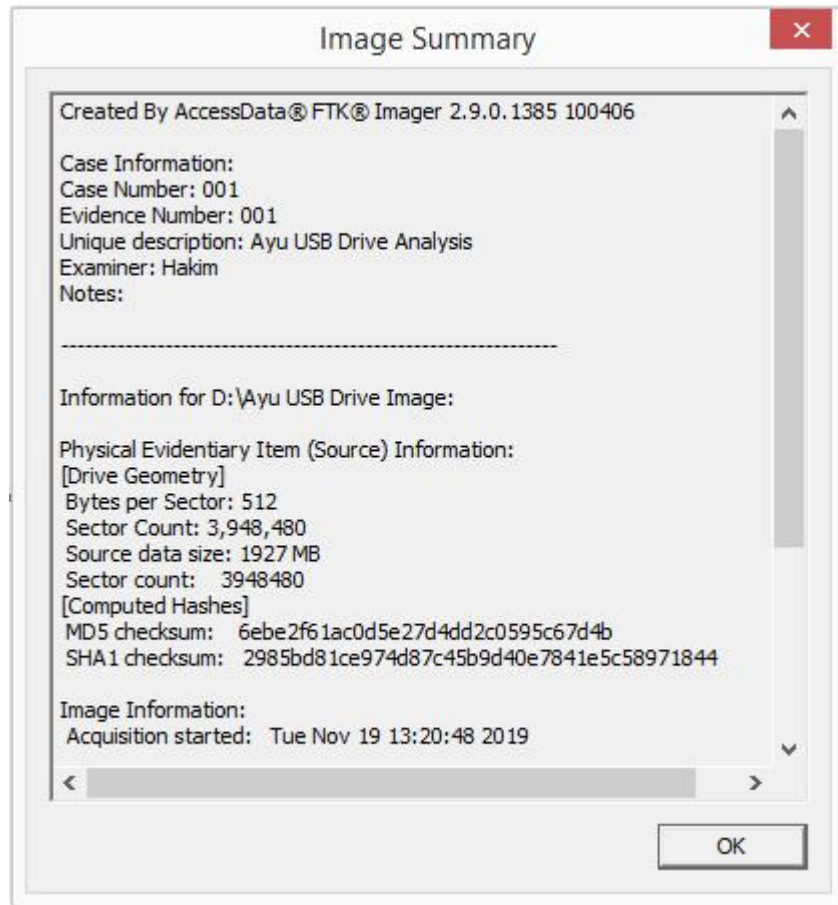 Image Summary
Created By AccessData® FTK® Imager 2.9.0.1385 100406
Case Information:
Case Number: 001
Evidence Number: 001
Unique description: Ayu USB Drive Analysis
Examiner: Hakim
Notes:
--------------------------------------------------------------
Information for D:\Ayu USB Drive Image:
Physical Evidentiary Item (Source) Information:
[Drive Geometry]
Bytes per Sector: 512
Sector Count: 3,948,480
Source data size: 1927 MB
Sector count: 3948480
[Computed Hashes]
MD5 checksum: 6ebe2f61ac0d5e27d4dd2c0595c67d4b
SHA1 checksum: 2985bd81ce974d87c45b9d40e7841e5c58971844
Image Information:
Acquisition started: Tue Nov 19 13:20:48 2019
OK